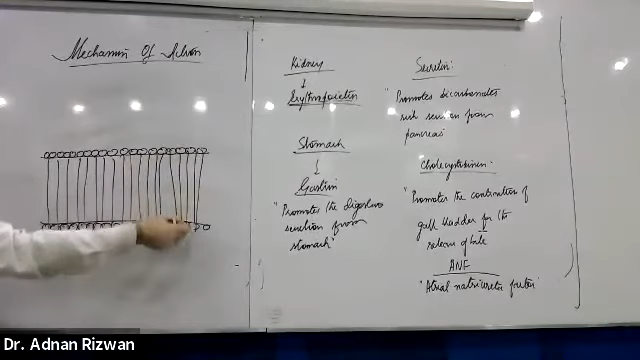 Mechanism Of Action
Kidney
↓
Erythropoietin
Stomach
↓
Gastrin
"Promotes the digestive
secretion from
stomach"
Secretin:
"Promotes bicarbonates
rich secretion from
pancreas
Cholecystokinin:
"Promotes the contraction of
gall bladder for the
release of bile
ANF
"Atrial natriuretic factor"
Dr. Adnan Rizwan